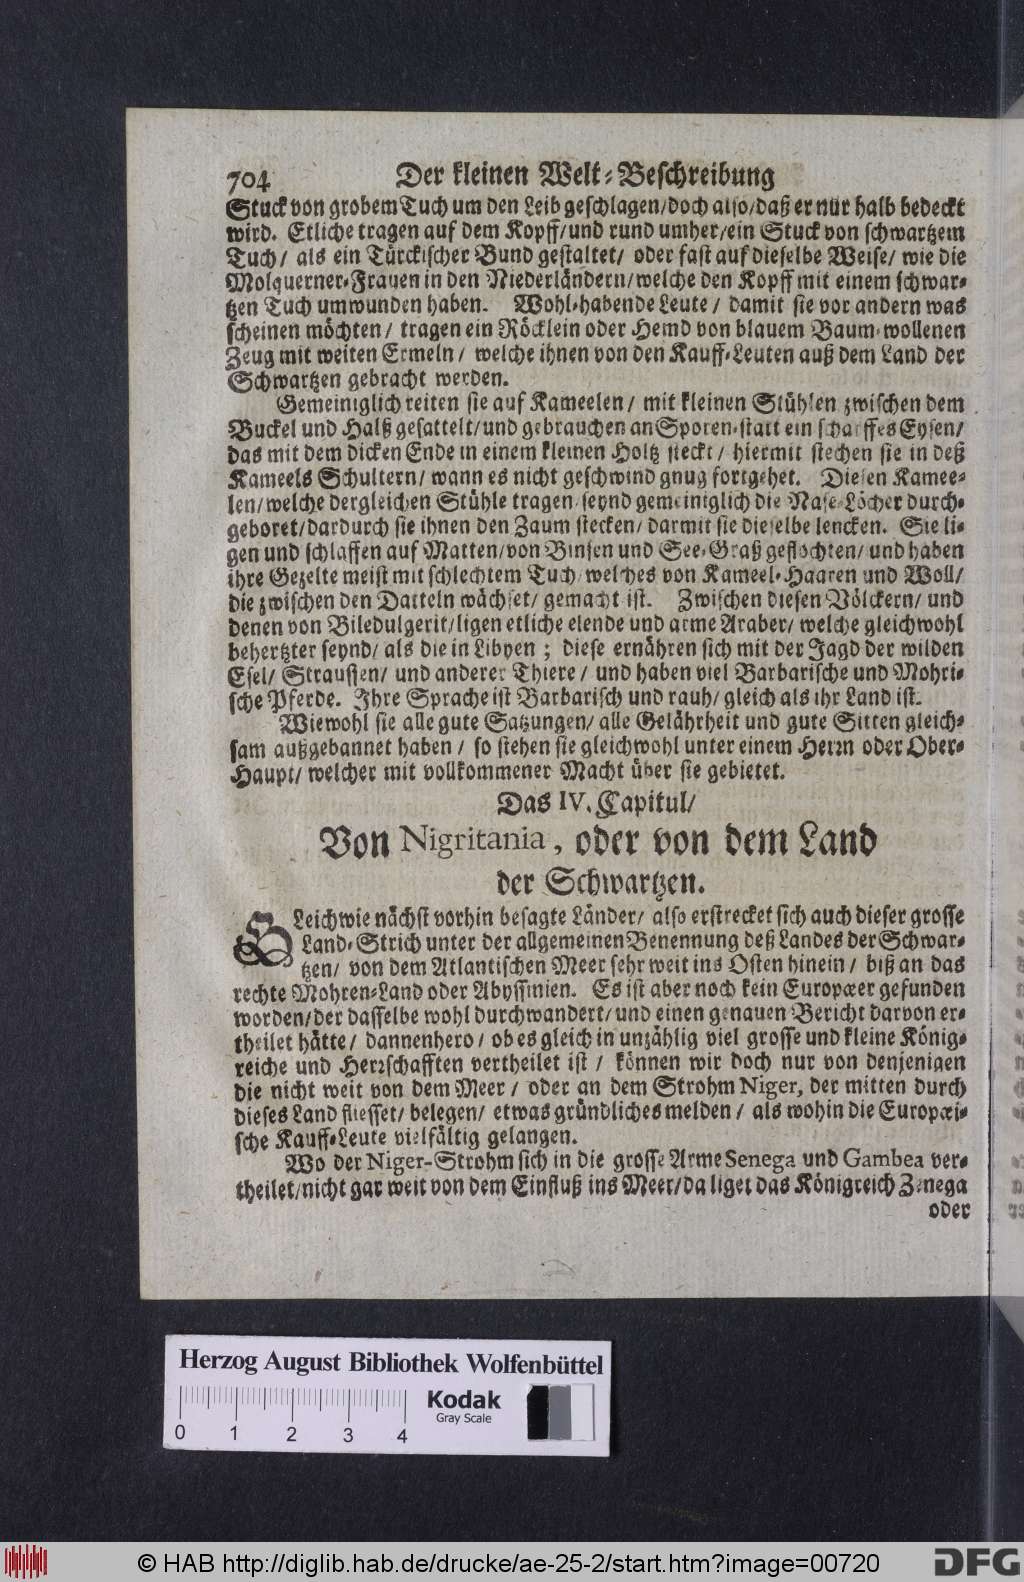 704 Der kleinen Welt-Beschreibung
Stuck von grobem Tuch um den Leib geschlagen/ doch also/ daß er nur halb bedeckt
wird. Etliche tragen auf dem Kopff/ und rund umher/ ein Stuck von schwartzem
Tuch/ als ein Türckischer Bund gestaltet/ oder fast auf dieselbe Weise/ wie die
Molquerner-Frauen in den Niederländern/ welche den Kopff mit einem schwar-
tzen Tuch umwunden haben. Wohl-habende Leute/ damit sie vor andern was
scheinen möchten/ tragen ein Röcklein oder Hemd von blauem Baum-wollenen
Zeug mit weiten Ermeln/ welche ihnen von den Kauff-Leuten auß dem Land der
Schwartzen gebracht werden.
Gemeiniglich reiten sie auf Kameelen/ mit kleinen Stühlen zwischen dem
Buckel und Halß gesattelt/ und gebrauchen an Sporen-statt ein scharffes Eysen/
das mit dem dicken Ende in einem kleinen Holtz steckt/ hiermit stechen sie in deß
Kameels Schultern/ wann es nicht geschwind gnug fortgehet. Diesen Kamee-
len/ welche dergleichen Stühle tragen/ seynd gemeiniglich die Nase-Löcher durch-
geboret/ dardurch sie ihnen den Zaum stecken/ darmit sie dieselbe lencken. Sie li-
gen und schlaffen auf Matten/ von Binsen und See-Graß geflochten/ und haben
ihre Gezelte meist mit schlechtem Tuch/ welches von Kameel-Haaren und Woll/
die zwischen den Datteln wächset/ gemacht ist. Zwischen diesen Völckern/ und
denen von Biledulgerit/ ligen etliche elende und arme Araber/ welche gleichwohl
behertzter seynd/ als die in Libyen; diese ernähren sich mit der Jagd der wilden
Esel/ Straussen/ und anderer Thiere/ und haben viel Barbarische und Mohri-
sche Pferde. Ihre Sprache ist Barbarisch und rauh/ gleich als ihr Land ist.
Wiewohl sie alle gute Satzungen/ alle Gelährheit und gute Sitten gleich-
sam außgebannet haben/ so stehen sie gleichwohl unter einem Herrn oder Ober-
Haupt/ welcher mit vollkommener Macht über sie gebietet.
Das IV. Capitul/
Von Nigritania, oder von dem Land
der Schwartzen.
GLeichwie nächst vorhin besagte Länder/ also erstrecket sich auch dieser grosse
Land-Strich unter der allgemeinen Benennung deß Landes der Schwar-
tzen/ von dem Atlantischen Meer sehr weit ins Osten hinein/ biß an das
rechte Mohren-Land oder Abyssinien. Es ist aber noch kein Europæer gefunden
worden/ der dasselbe wohl durchwandert/ und einen genauen Bericht darvon er-
theilet hätte/ dannenhero/ ob es gleich in unzählig viel grosse und kleine König-
reiche und Herrschafften vertheilet ist/ können wir doch nur von denjenigen
die nicht weit von dem Meer/ oder an dem Strohm Niger, der mitten durch
dieses Land fliesset/ belegen/ etwas gründliches melden/ als wohin die Europæi-
sche Kauff-Leute vielfältig gelangen.
Wo der Niger-Strohm sich in die grosse Arme Senega und Gambea ver-
theilet/ nicht gar weit von dem Einfluß ins Meer/ da liget das Königreich Zenega
oder
Herzog August Bibliothek Wolfenbüttel
Kodak
Gray Scale
0 1 2 3 4
© HAB http://diglib.hab.de/drucke/ae-25-2/start.htm?image=00720
DFG